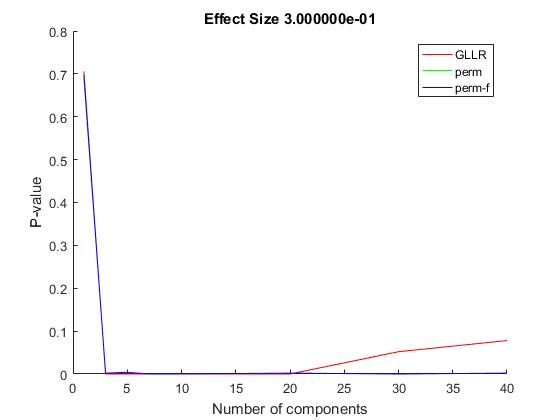 Effect Size 3.000000e-01
GLLR
perm
perm-f
P-value
0.8
0.7
0.6
0.5
0.4
0.3
0.2
0.1
0
0 5 10 15 20 25 30 35 40
Number of components